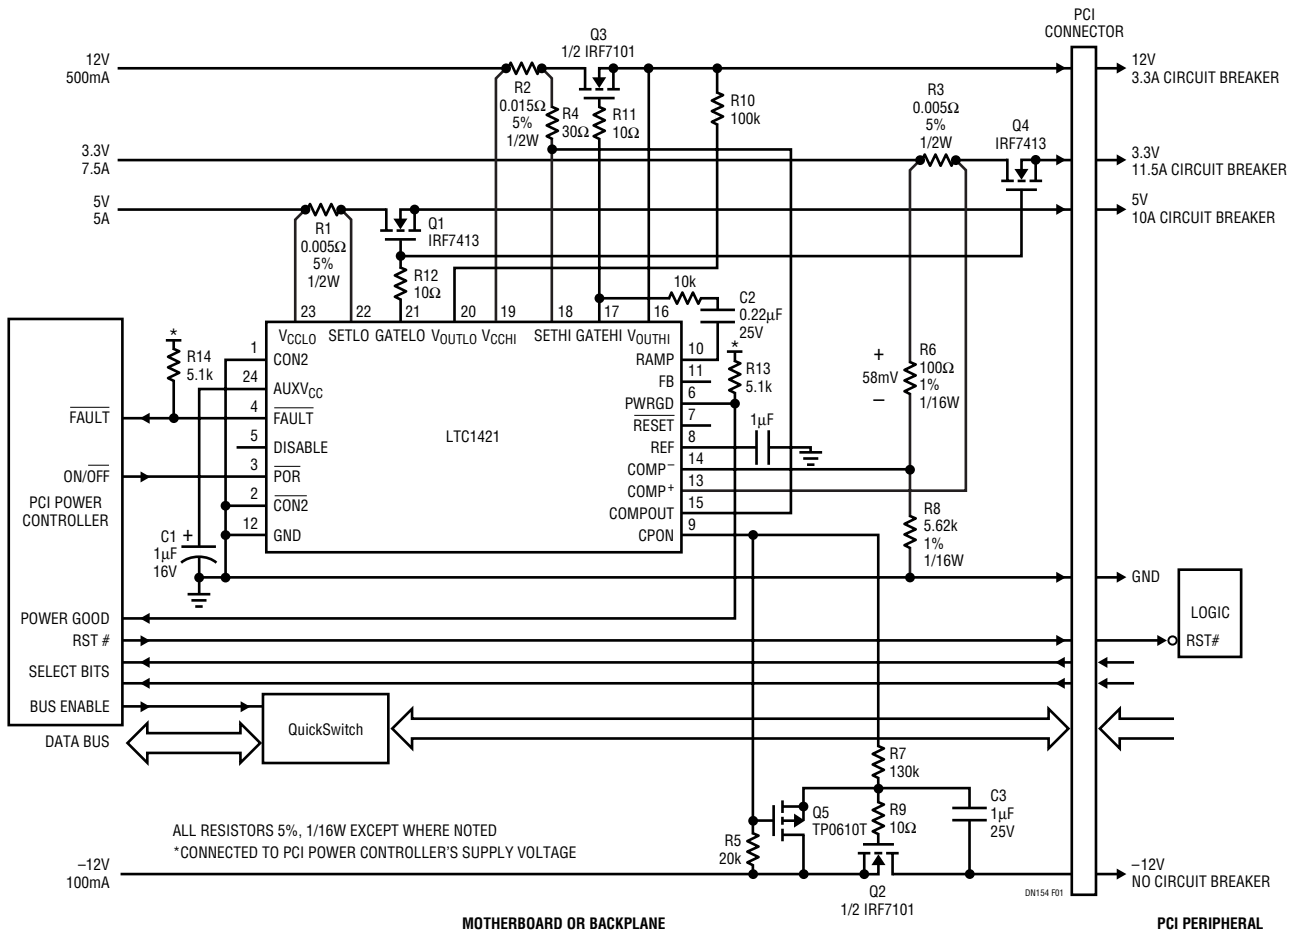 PCI
CONNECTOR
12V
500mA
Q3
1/2 IRF7101
12V
3.3A CIRCUIT BREAKER
R2
0.015Ω
5%
1/2W
R4
30Ω
R11
10Ω
R10
100k
R3
0.005Ω
5%
1/2W
Q4
IRF7413
3.3V
7.5A
3.3V
11.5A CIRCUIT BREAKER
5V
5A
5V
10A CIRCUIT BREAKER
R1
0.005Ω
5%
1/2W
Q1
IRF7413
R12
10Ω
10k
C2
0.22µF
25V
23
22
21
20
19
18
17
16
VCCLO
SETLO
GATELO
VOUTLO
VCCHI
SETHI
GATEHI
VOUTHI
*
R14
5.1k
*
R13
5.1k
1
CON2
24
AUXVCC
4
FAULT
5
DISABLE
3
POR
2
CON2
12
GND
LTC1421
10
RAMP
11
FB
6
PWRGD
7
RESET
8
REF
14
COMP–
13
COMP+
15
COMPOUT
9
CPON
1µF
+
58mV
–
R6
100Ω
1%
1/16W
R8
5.62k
1%
1/16W
C1
+
1µF
16V
FAULT
ON/OFF
PCI POWER
CONTROLLER
POWER GOOD
RST #
SELECT BITS
BUS ENABLE
DATA BUS
QuickSwitch
GND
LOGIC
RST#
R7
130k
Q5
TP0610T
R9
10Ω
C3
1µF
25V
R5
20k
ALL RESISTORS 5%, 1/16W EXCEPT WHERE NOTED
*CONNECTED TO PCI POWER CONTROLLER'S SUPPLY VOLTAGE
–12V
100mA
Q2
1/2 IRF7101
DN154 F01
–12V
NO CIRCUIT BREAKER
MOTHERBOARD OR BACKPLANE
PCI PERIPHERAL